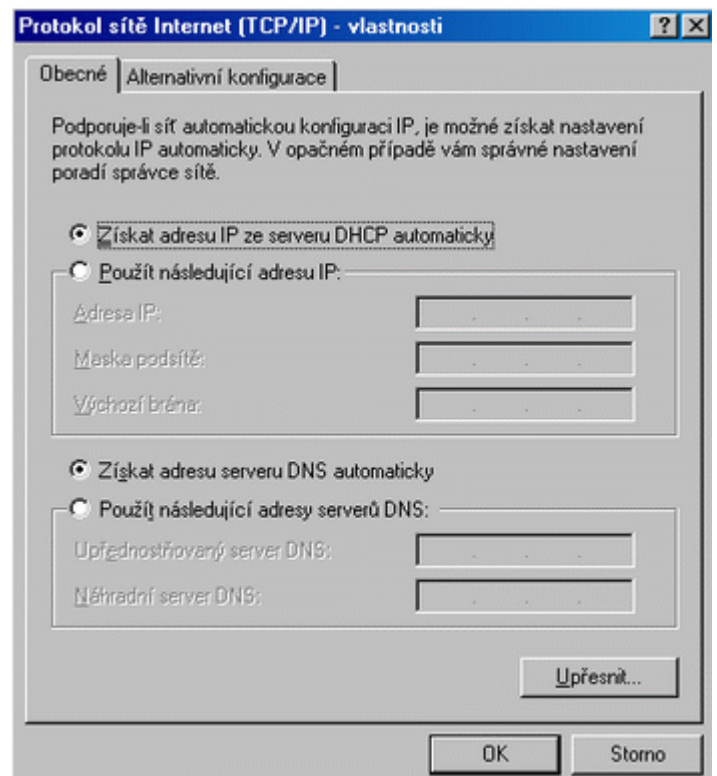 Protokol sítě Internet (TCP/IP) - vlastnosti
Obecné Alternativní konfigurace
Podporuje-li síť automatickou konfiguraci IP, je možné získat nastavení
protokolu IP automaticky. V opačném případě vám správné nastavení
poradí správce sítě.
Získat adresu IP ze serveru DHCP automaticky
Použít následující adresu IP:
Adresa IP:
Maska podsítě:
Výchozí brána:
Získat adresu serveru DNS automaticky
Použít následující adresy serverů DNS:
Upřednostňovaný server DNS:
Náhradní server DNS:
Upřesnit...
OK Storno